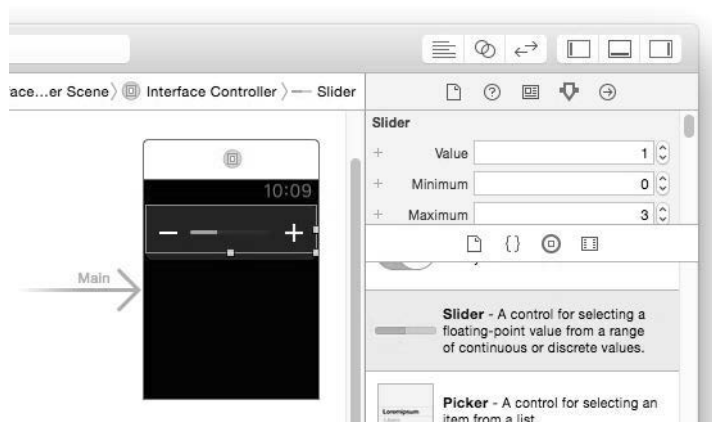 ace...er Scene
Interface Controller
Slider
Slider
Value
1
Minimum
0
Maximum
3
10:09
Main
Slider - A control for selecting a
floating-point value from a range
of continuous or discrete values.
Loremipsum
Picker - A control for selecting an
item from a list